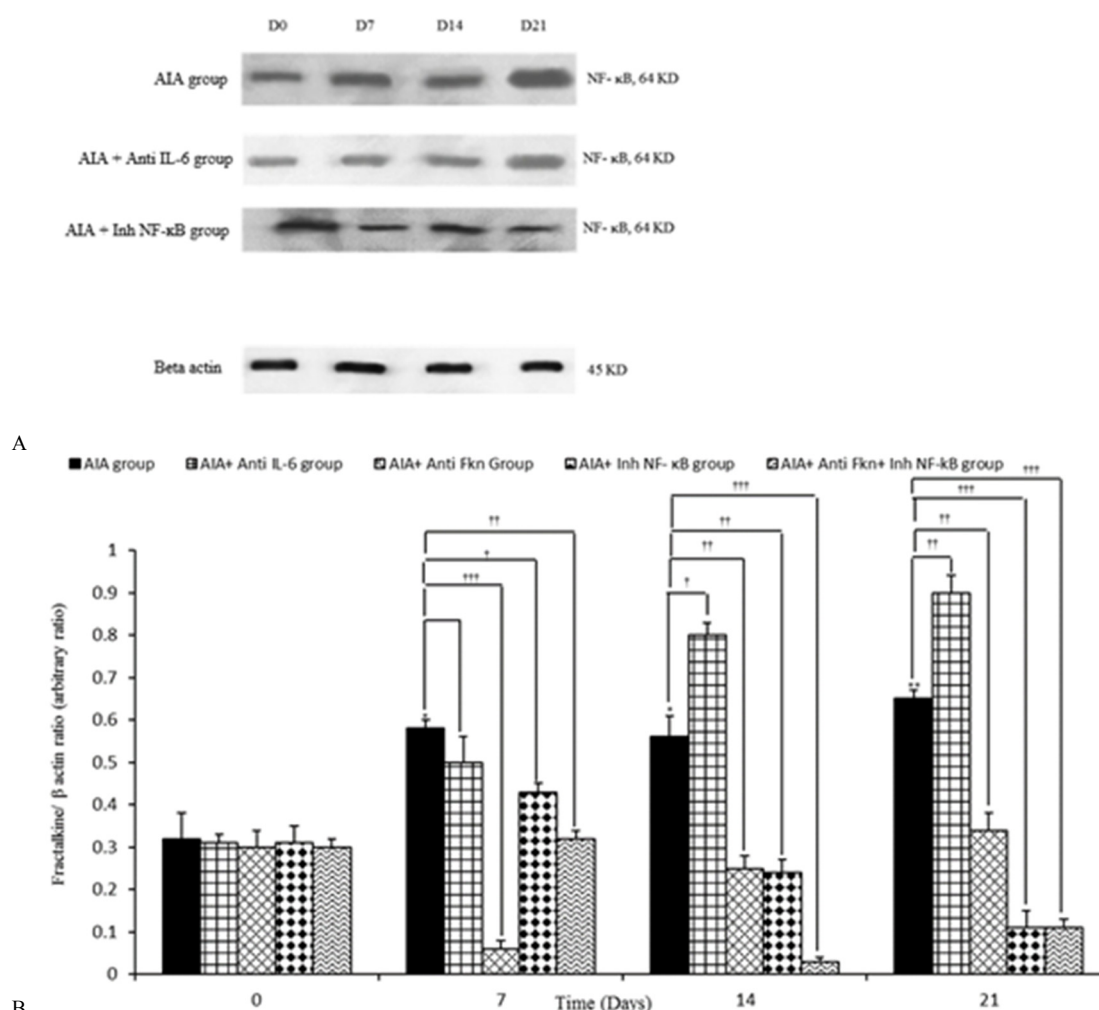 D0 D7 D14 D21
AIA group NF- κB, 64 KD
AIA + Anti IL-6 group NF- κB, 64 KD
AIA + Inh NF-κB group NF- κB, 64 KD
Beta actin 45 KD
A
AIA group AIA+ Anti IL-6 group AIA+ Anti Fkn Group AIA+ Inh NF- κB group AIA+ Anti Fkn+ Inh NF-kB group
††† ††† †† ††
††† †† †† †
†† † †††
Fractalkine/ β actin ratio (arbitrary ratio)
1
0.9
0.8
0.7
0.6
0.5
0.4
0.3
0.2
0.1
0
* * **
0 7 14 21
Time (Days)
B